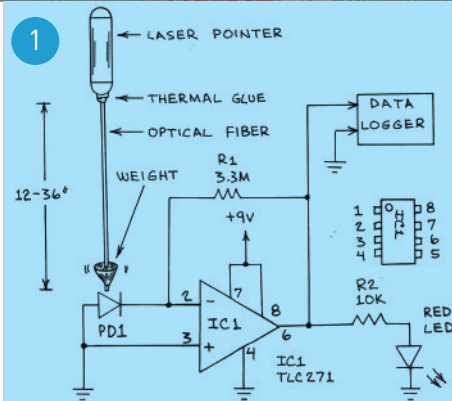 1
LASER POINTER
THERMAL GLUE
OPTICAL FIBER
WEIGHT
12-36"
" "
R1
3.3M
+9V
DATA
LOGGER
1 8
2 7
3 6
4 5
IC1
PD1
2 -
3 +
IC1
7
8
6
4
IC1
TLC271
R2
10K
RED
LED